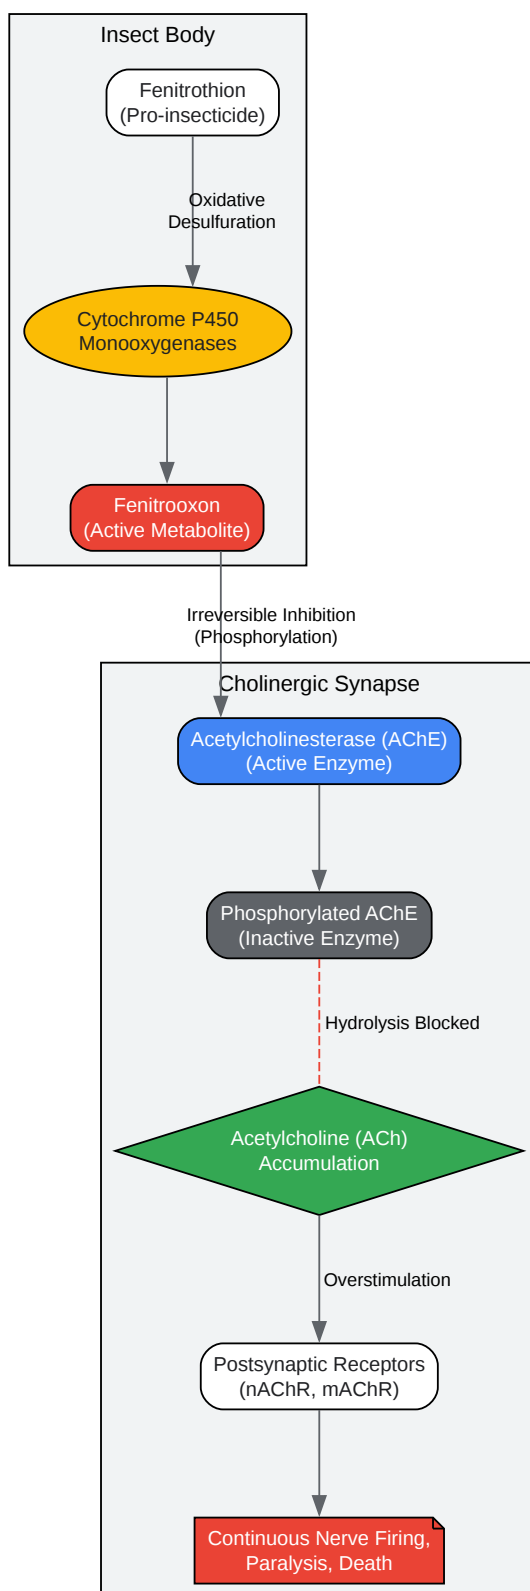 Insect Body
Fenitrothion
(Pro-insecticide)
Oxidative
Desulfuration
Cytochrome P450
Monooxygenases
Fenitrooxon
(Active Metabolite)
Irreversible Inhibition
(Phosphorylation)
Cholinergic Synapse
Acetylcholinesterase (AChE)
(Active Enzyme)
Phosphorylated AChE
(Inactive Enzyme)
Hydrolysis Blocked
Acetylcholine (ACh)
Accumulation
Overstimulation
Postsynaptic Receptors
(nAChR, mAChR)
Continuous Nerve Firing,
Paralysis, Death